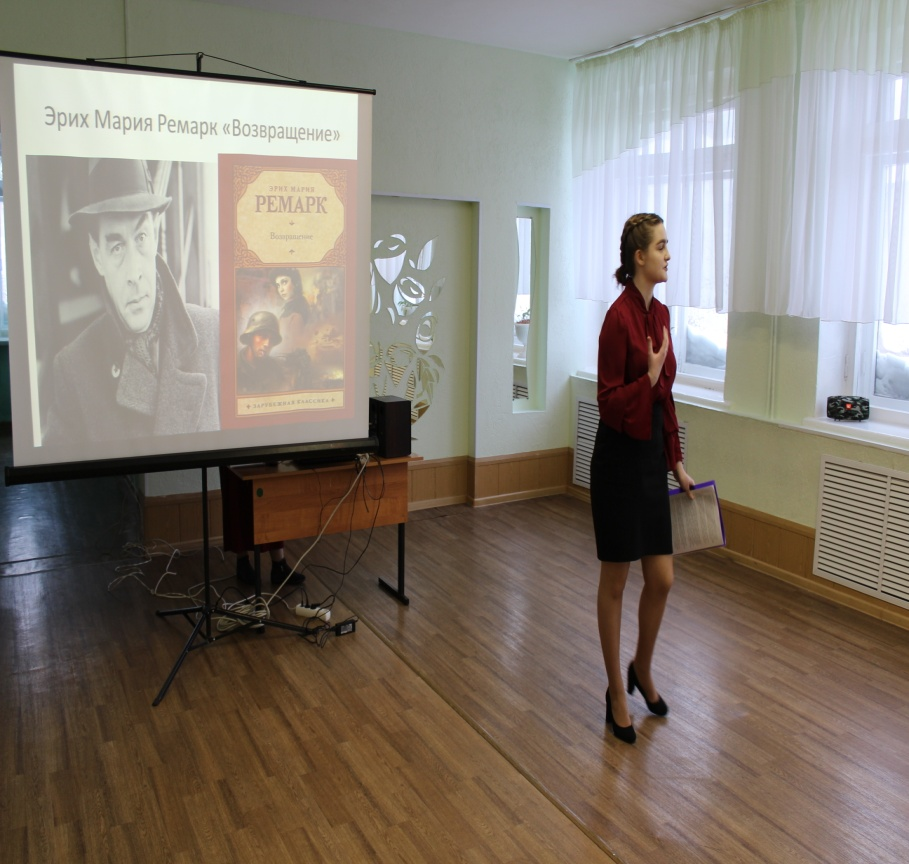 Эрих Мария Ремарк «Возвращение»
ЭРИХ МАРИЯ
РЕМАРК
Возвращение
ЗАРУБЕЖНАЯ КЛАССИКА